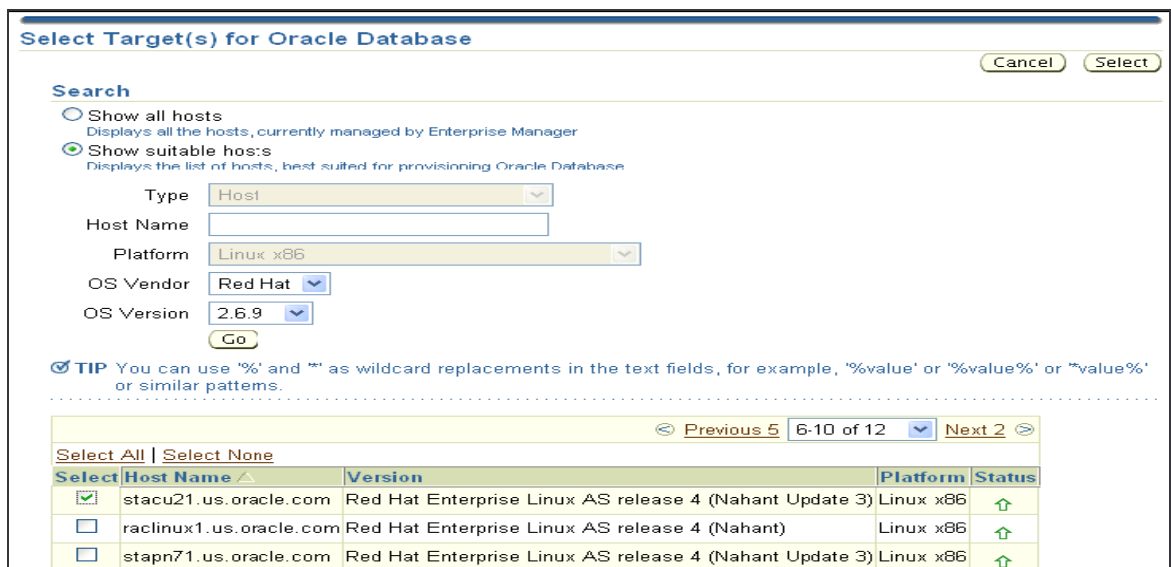 Select Target(s) for Oracle Database
Cancel Select
Search
Show all hosts
Displays all the hosts, currently managed by Enterprise Manager
Show suitable hosts
Displays the list of hosts, best suited for provisioning Oracle Database
Type Host
Host Name
Platform Linux x86
OS Vendor Red Hat
OS Version 2.6.9
Go
TIP You can use '%' and '*' as wildcard replacements in the text fields, for example, '%value' or '%value%' or '*value%'
or similar patterns.
Previous 5 6-10 of 12 Next 2
Select All | Select None
Select Host Name Version Platform Status
stacu21.us.oracle.com Red Hat Enterprise Linux AS release 4 (Nahant Update 3) Linux x86
raclinux1.us.oracle.com Red Hat Enterprise Linux AS release 4 (Nahant) Linux x86
stapn71.us.oracle.com Red Hat Enterprise Linux AS release 4 (Nahant Update 3) Linux x86